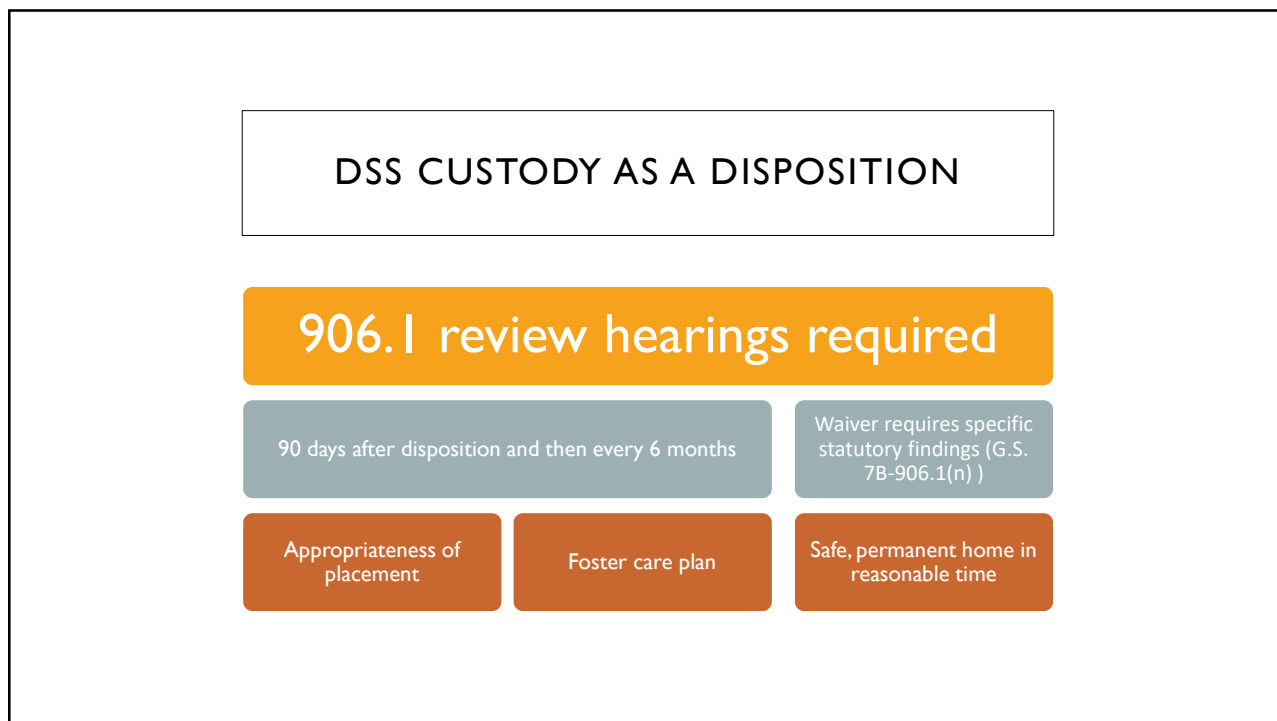 DSS CUSTODY AS A DISPOSITION
906.1 review hearings required
90 days after disposition and then every 6 months
Waiver requires specific
statutory findings (G.S.
7B-906.1(n) )
Appropriateness of
placement
Foster care plan
Safe, permanent home in
reasonable time